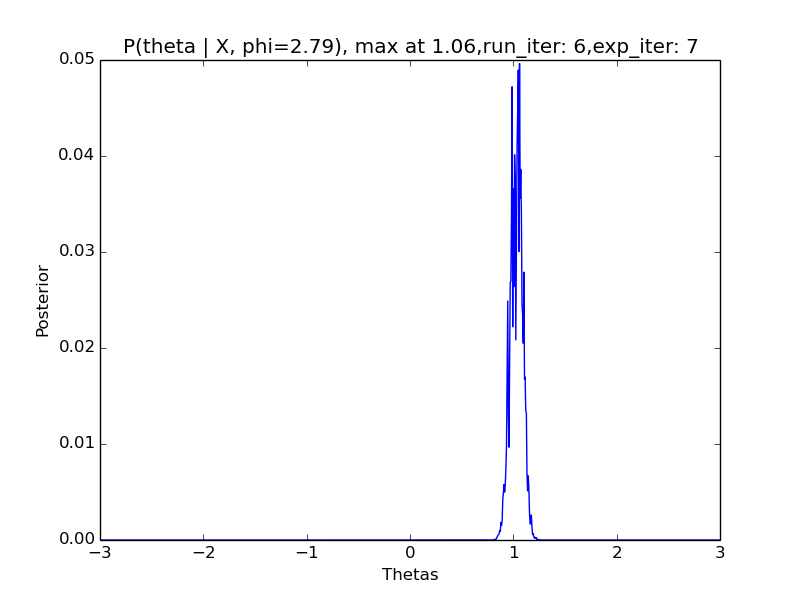 P(theta | X, phi=2.79), max at 1.06,run_iter: 6,exp_iter: 7
0.05
0.04
0.03
0.02
0.01
0.00
Posterior
−3 −2 −1 0 1 2 3
Thetas